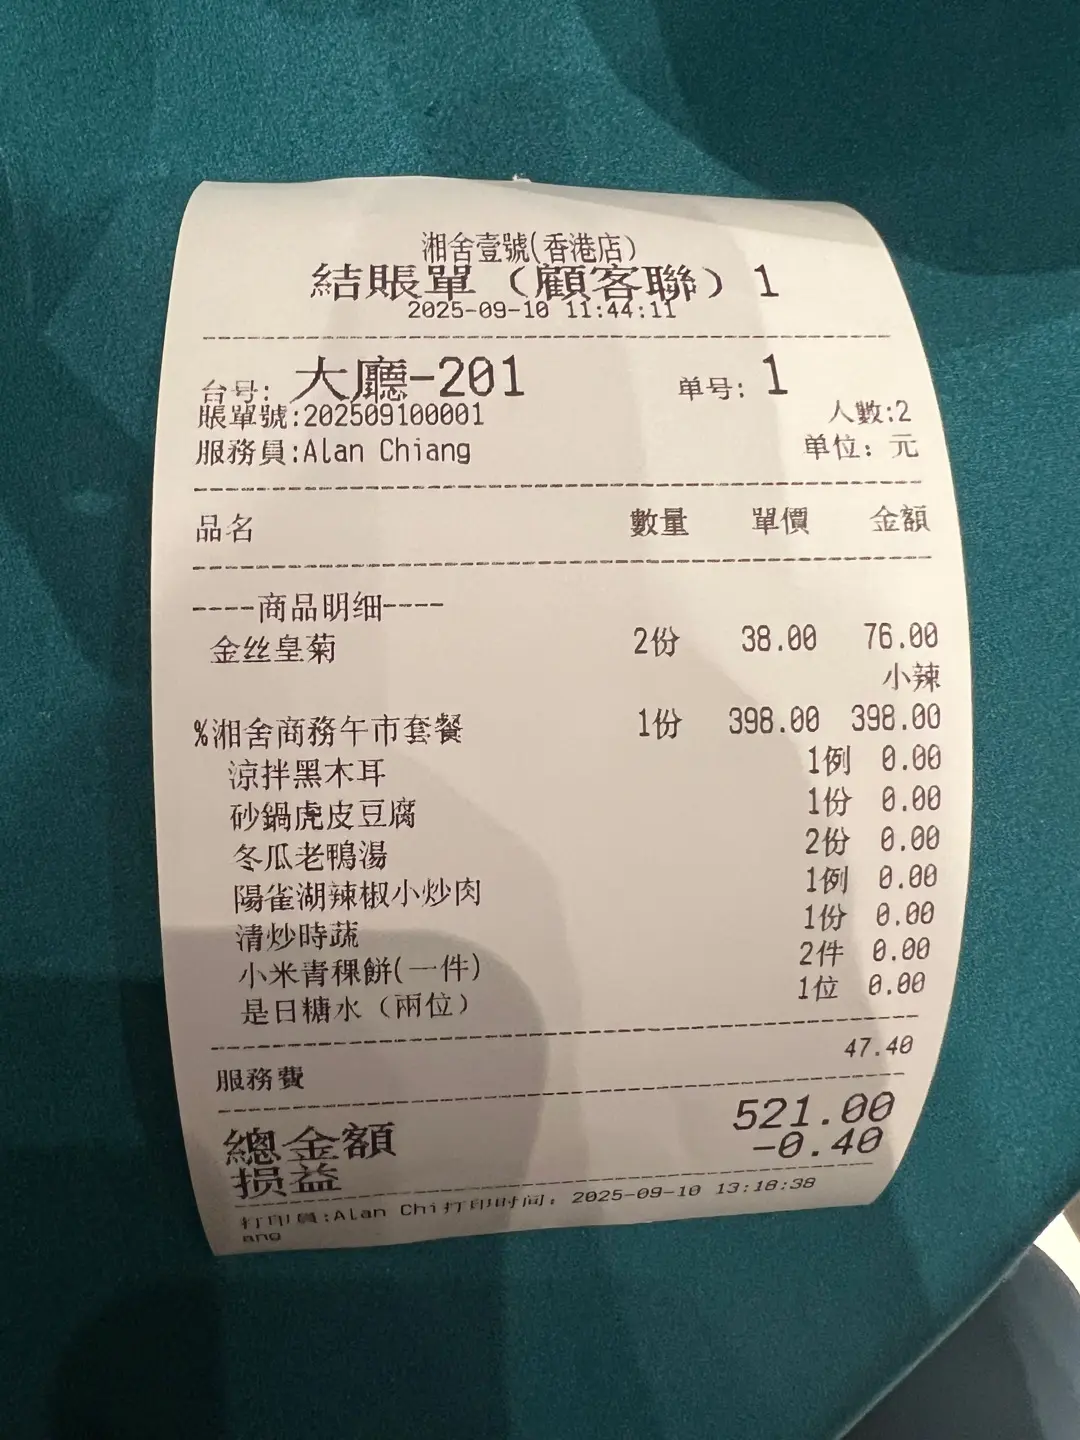 湘舍壹號(香港店)
結賬單（顧客聯）1
2025-09-10 11:44:11
台号: 大廳-201 单号: 1
賬單號:202509100001 人數:2
服務員:Alan Chiang 单位: 元
品名 數量 單價 金額
----商品明细----
金丝皇菊 2份 38.00 76.00
小辣
%湘舍商務午市套餐 1份 398.00 398.00
涼拌黑木耳 1例 0.00
砂鍋虎皮豆腐 1份 0.00
冬瓜老鴨湯 2份 0.00
陽雀湖辣椒小炒肉 1例 0.00
清炒時蔬 1份 0.00
小米青稞餅(一件) 2件 0.00
是日糖水（兩位） 1位 0.00
服務費 47.40
總金額 521.00
损益 -0.40
打印員:Alan Chi打印时间: 2025-09-10 13:18:38
ang